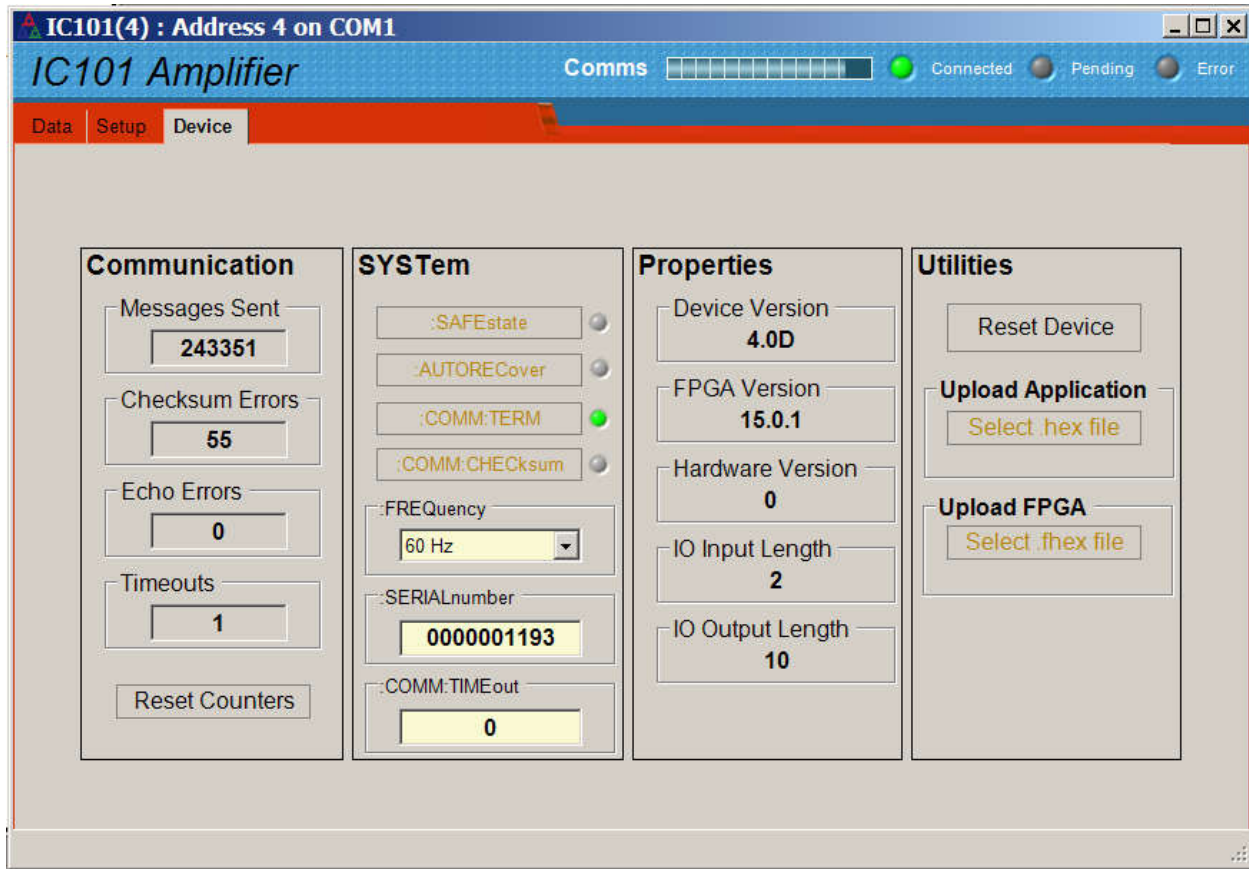 IC101(4) : Address 4 on COM1
IC101 Amplifier
Comms
Connected
Pending
Error
Data
Setup
Device
Communication
Messages Sent
243351
Checksum Errors
55
Echo Errors
0
Timeouts
1
Reset Counters
SYSTem
:SAFEstate
:AUTORECover
:COMM:TERM
:COMM:CHECksum
:FREQuency
60 Hz
:SERIALnumber
0000001193
:COMM:TIMEout
0
Properties
Device Version
4.0D
FPGA Version
15.0.1
Hardware Version
0
IO Input Length
2
IO Output Length
10
Utilities
Reset Device
Upload Application
Select .hex file
Upload FPGA
Select .fhex file